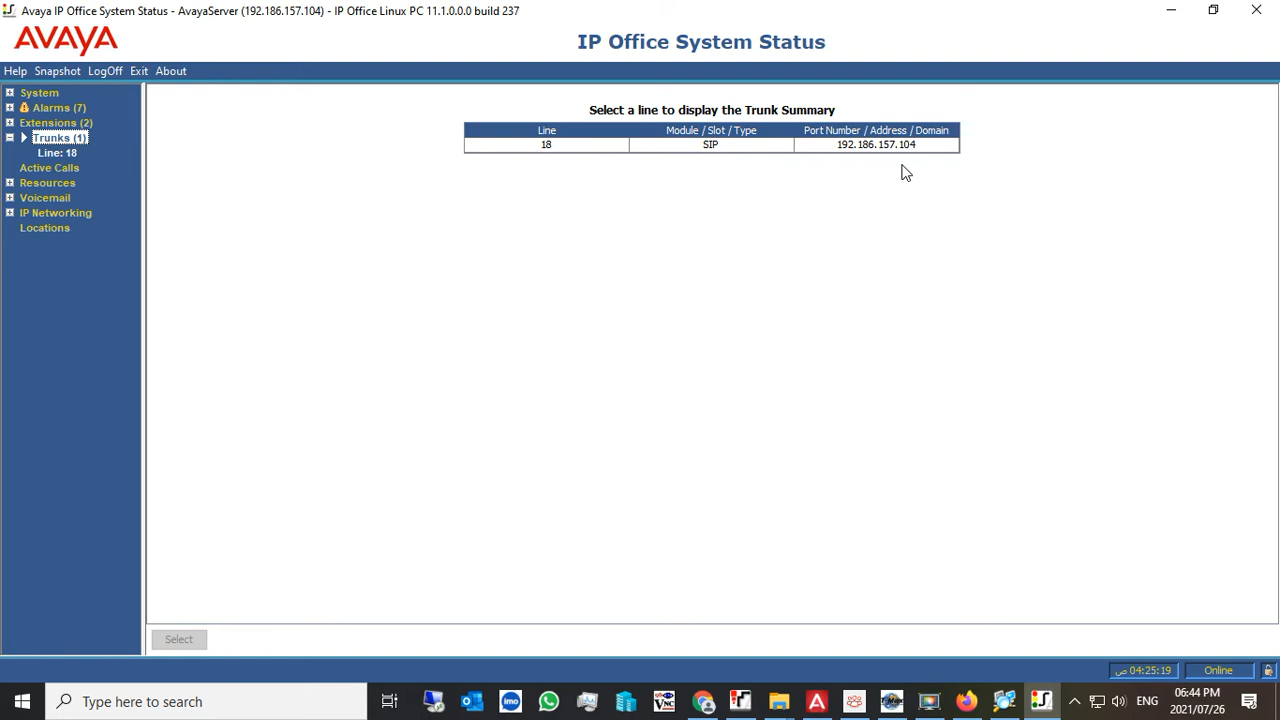 Avaya IP Office System Status - AvayaServer (192.186.157.104) - IP Office Linux PC 11.1.0.0.0 build 237
AVAYA
IP Office System Status
Help Snapshot LogOff Exit About
System
Alarms (7)
Extensions (2)
Trunks (1)
Line: 18
Active Calls
Resources
Voicemail
IP Networking
Locations
Select a line to display the Trunk Summary
Line Module / Slot / Type Port Number / Address / Domain
18 SIP 192.186.157.104
Select
04:25:19 ص Online
Type here to search
ENG
06:44 PM
2021/07/26